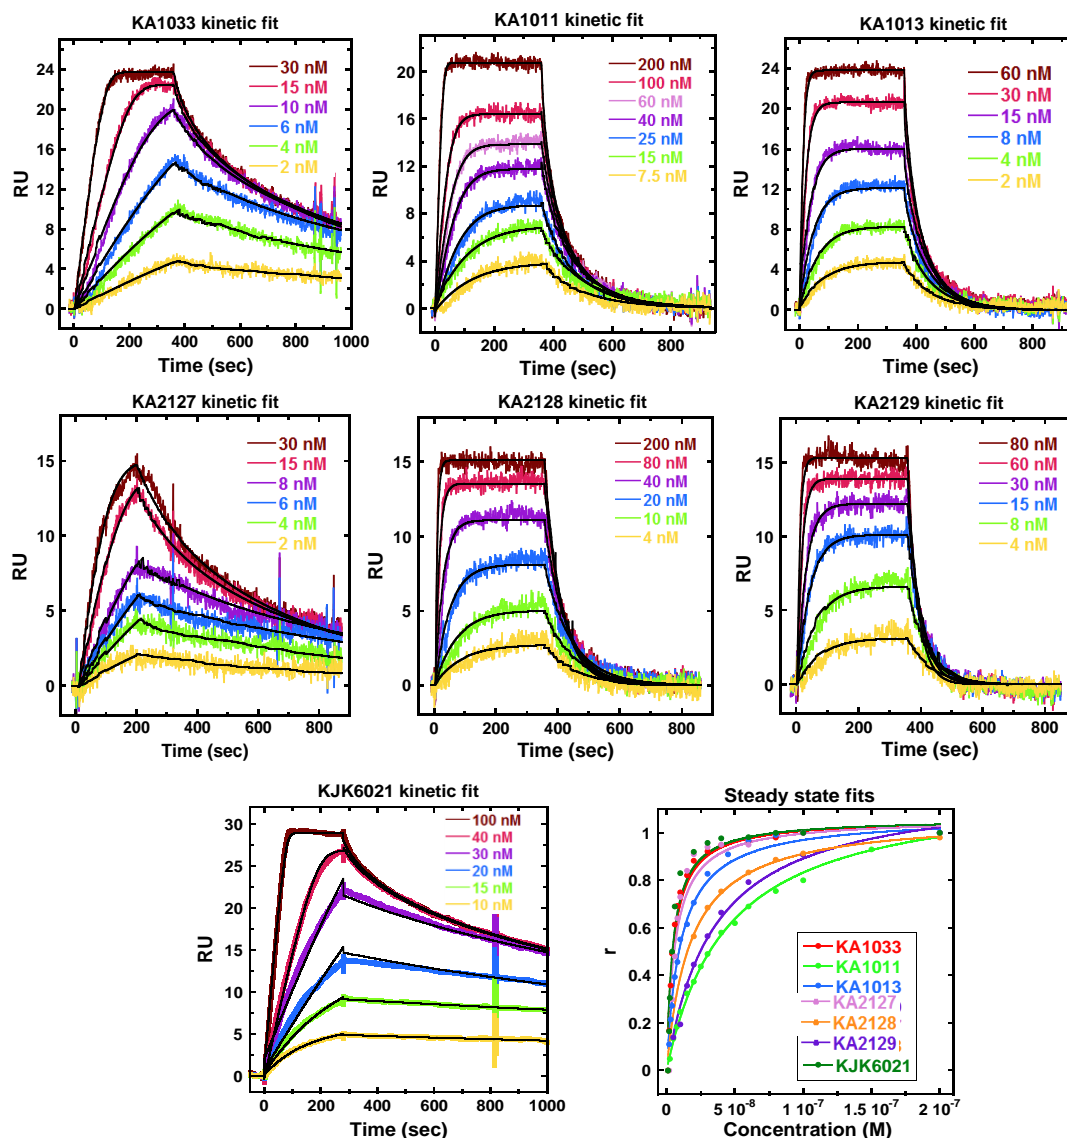 KA1033 kinetic fit
30 nM
15 nM
10 nM
6 nM
4 nM
2 nM
24
20
16
12
8
4
0
RU
0 200 400 600 800 1000
Time (sec)
KA1011 kinetic fit
200 nM
100 nM
60 nM
40 nM
25 nM
15 nM
7.5 nM
20
16
12
8
4
0
RU
0 200 400 600 800
Time (sec)
KA1013 kinetic fit
60 nM
30 nM
15 nM
8 nM
4 nM
2 nM
24
20
16
12
8
4
0
RU
0 200 400 600 800
Time (sec)
KA2127 kinetic fit
30 nM
15 nM
8 nM
6 nM
4 nM
2 nM
15
10
5
0
RU
0 200 400 600 800
Time (sec)
KA2128 kinetic fit
200 nM
80 nM
40 nM
20 nM
10 nM
4 nM
15
10
5
0
RU
0 200 400 600 800
Time (sec)
KA2129 kinetic fit
80 nM
60 nM
30 nM
15 nM
8 nM
4 nM
15
10
5
0
RU
0 200 400 600 800
Time (sec)
KJK6021 kinetic fit
100 nM
40 nM
30 nM
20 nM
15 nM
10 nM
30
25
20
15
10
5
0
RU
0 200 400 600 800 1000
Time (sec)
Steady state fits
1
0.8
0.6
0.4
0.2
0
r
KA1033
KA1011
KA1013
KA2127
KA2128
KA2129
KJK6021
0 5 10⁻⁸ 1 10⁻⁷ 1.5 10⁻⁷ 2 10⁻⁷
Concentration (M)